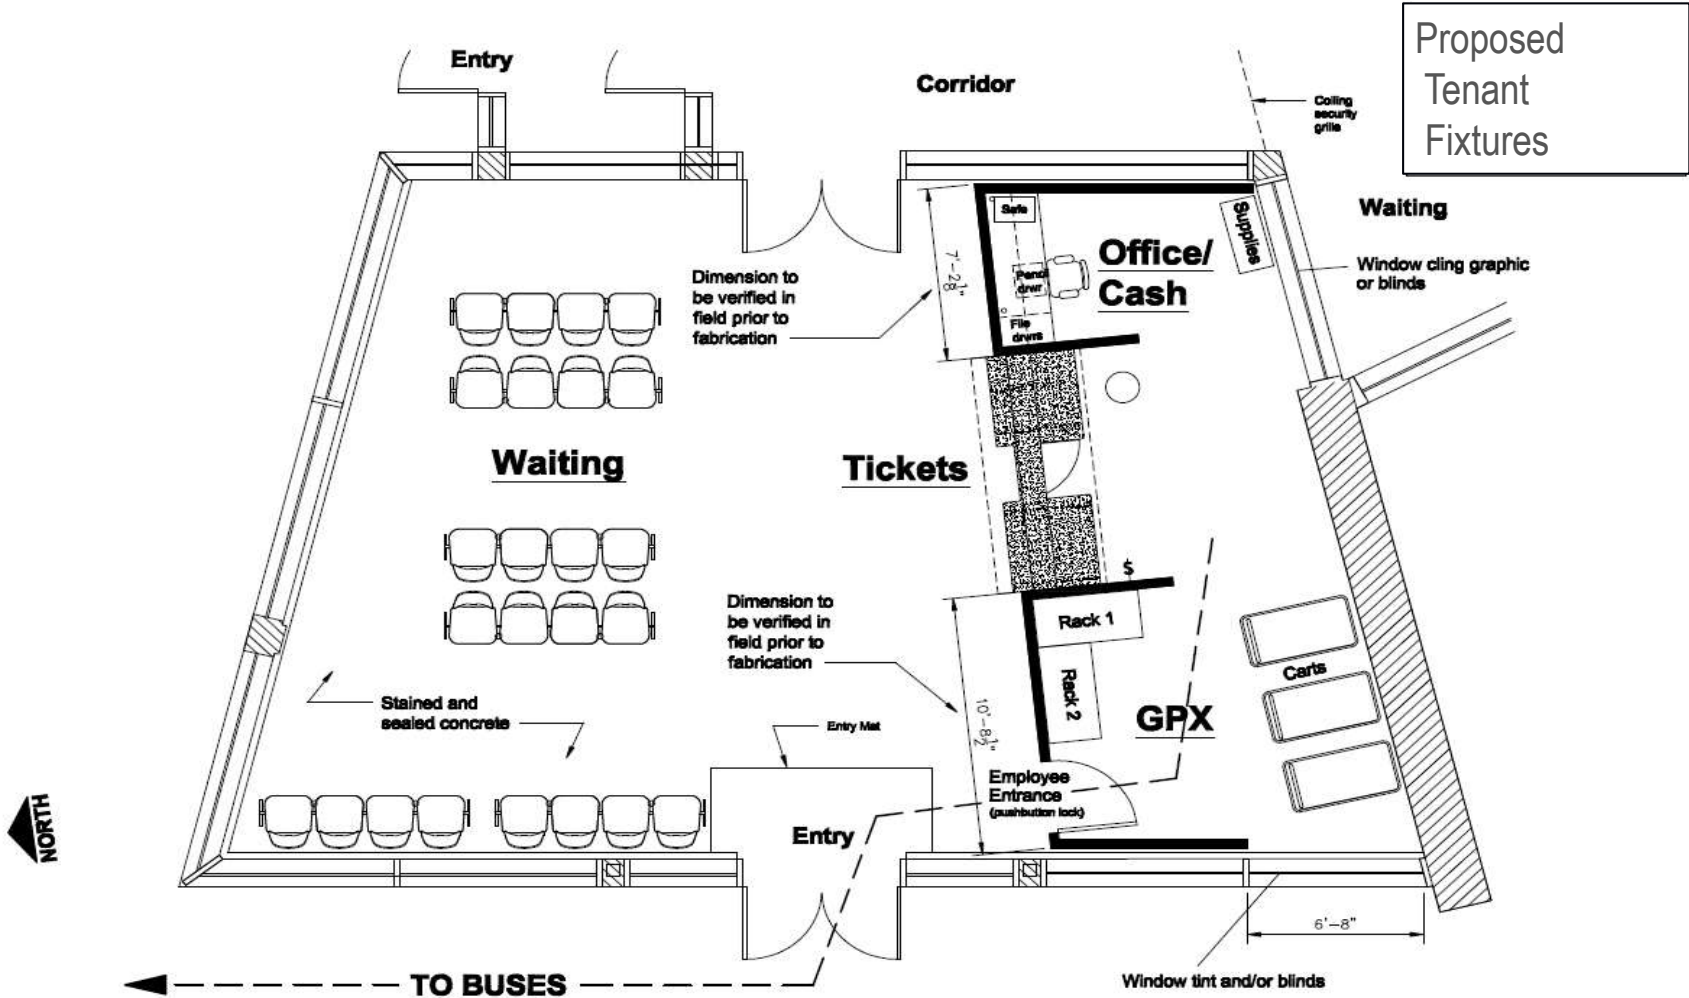 Proposed
Tenant
Fixtures
Entry
Corridor
Coiling
security
grille
Waiting
Window cling graphic
or blinds
Safe
Supplies
Office/
Cash
Pencil
drwr
File
drwrs
7'-2 1/8"
Dimension to
be verified in
field prior to
fabrication
Waiting
Tickets
$
Dimension to
be verified in
field prior to
fabrication
Rack 1
Rack 2
Carts
GPX
10'-8 1/2"
Stained and
sealed concrete
Entry Mat
Employee
Entrance
(pushbutton lock)
Entry
NORTH
6'-8"
TO BUSES
Window tint and/or blinds